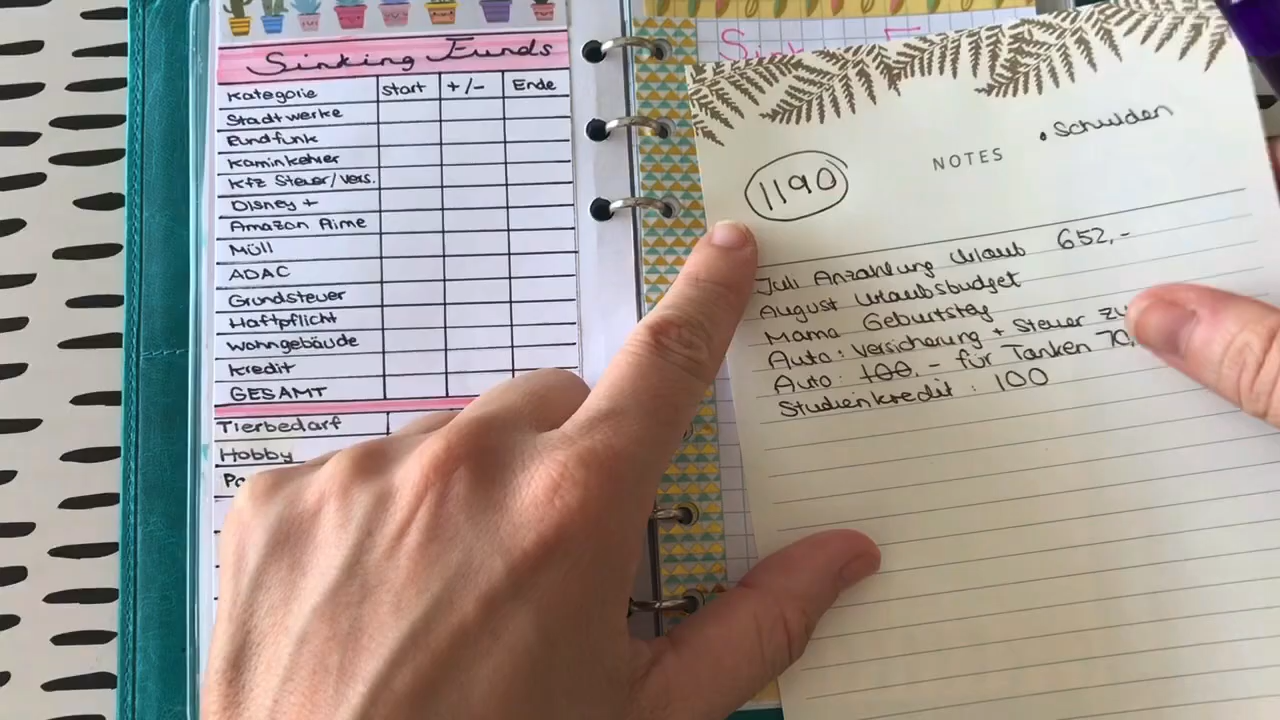 Sinking Funds
Kategorie start +/- Ende
Stadtwerke
Rundfunk
Kaminkehrer
Kfz Steuer/Vers.
Disney +
Amazon Prime
Müll
ADAC
Grundsteuer
Haftpflicht
Wohngebäude
Kredit
GESAMT
Tierbedarf
Hobby
1190
NOTES
• Schulden
Juli Anzahlung Urlaub 652,-
August Urlaubsbudget
Mama Geburtstag
Auto: Versicherung + Steuer
Auto: 100.- für Tanken
Studienkredit : 100